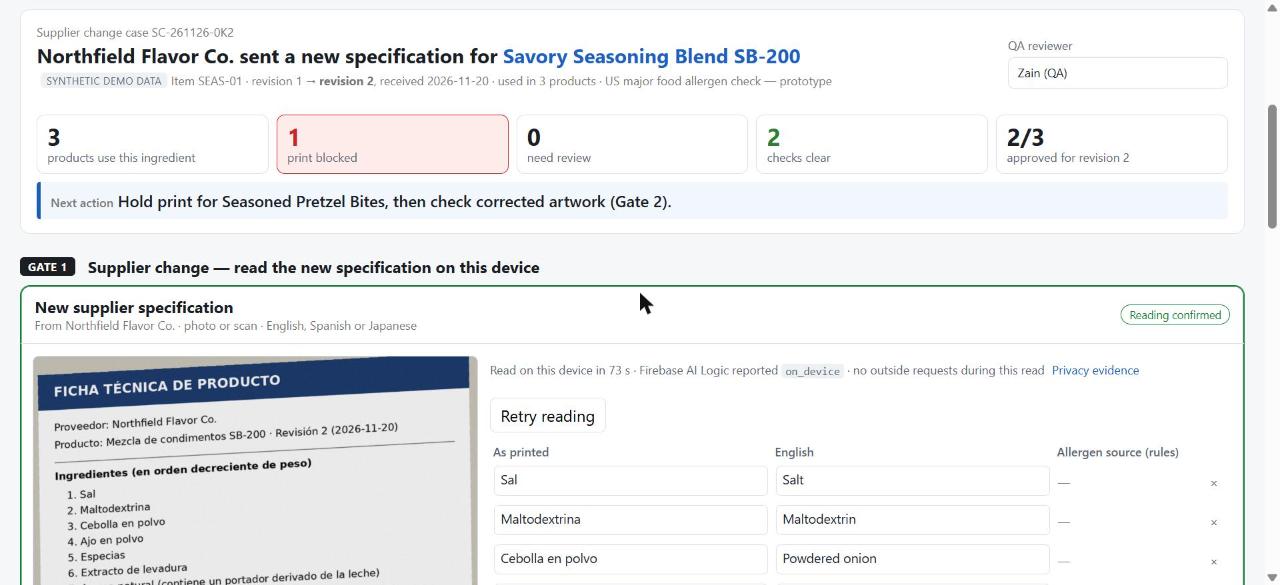 Supplier change case SC-261126-0K2
Northfield Flavor Co. sent a new specification for Savory Seasoning Blend SB-200
SYNTHETIC DEMO DATA Item SEAS-01 · revision 1 → revision 2, received 2026-11-20 · used in 3 products · US major food allergen check — prototype
QA reviewer
Zain (QA)
3
products use this ingredient
1
print blocked
0
need review
2
checks clear
2/3
approved for revision 2
Next action Hold print for Seasoned Pretzel Bites, then check corrected artwork (Gate 2).
GATE 1 Supplier change — read the new specification on this device
New supplier specification
From Northfield Flavor Co. · photo or scan · English, Spanish or Japanese
Reading confirmed
FICHA TÉCNICA DE PRODUCTO
Proveedor: Northfield Flavor Co.
Producto: Mezcla de condimentos SB-200 · Revisión 2 (2026-11-20)
Ingredientes (en orden decreciente de peso)
1. Sal
2. Maltodextrina
3. Cebolla en polvo
4. Ajo en polvo
5. Especias
6. Extracto de levadura
natural (contiene un portador derivado de la leche)
Read on this device in 73 s · Firebase AI Logic reported on_device · no outside requests during this read Privacy evidence
Retry reading
As printed English Allergen source (rules)
Sal Salt — ×
Maltodextrina Maltodextrin — ×
Cebolla en polvo Powdered onion — ×